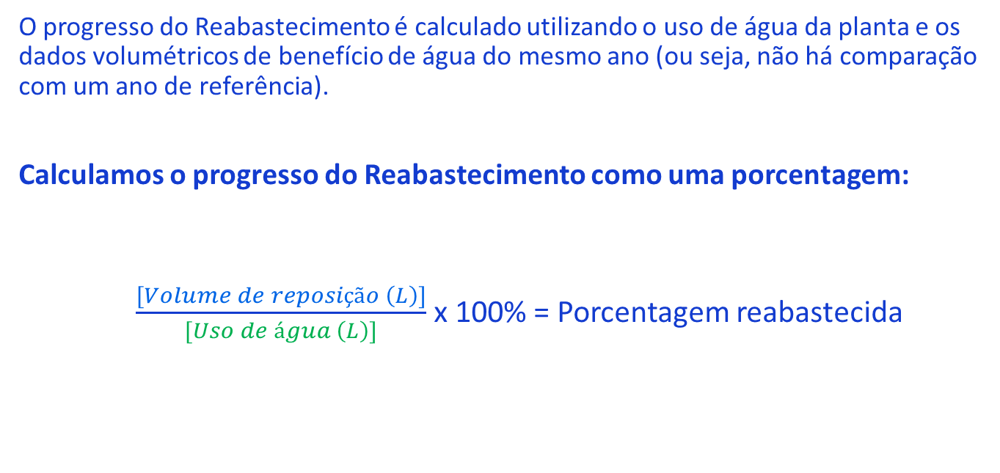 O progresso do Reabastecimento é calculado utilizando o uso de água da planta e os
dados volumétricos de benefício de água do mesmo ano (ou seja, não há comparação
com um ano de referência).
Calculamos o progresso do Reabastecimento como uma porcentagem:
[Volume de reposição (L)]
[Uso de água (L)]
x 100% = Porcentagem reabastecida